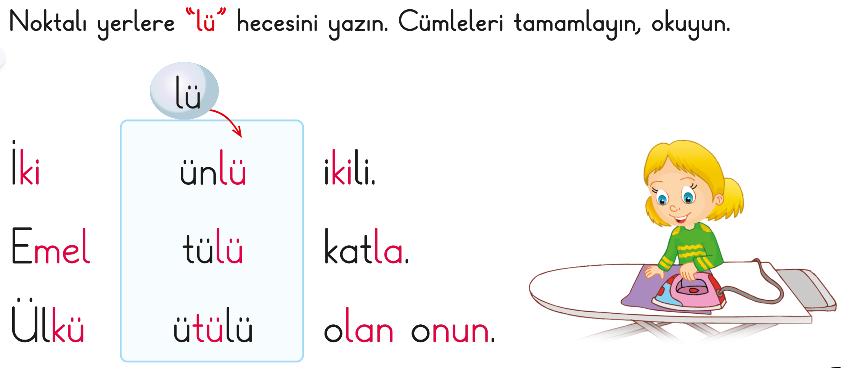 Noktalı yerlere “lü” hecesini yazın. Cümleleri tamamlayın, okuyun.
lü
İki ünlü ikili.
Emel tülü katla.
Ülkü ütülü olan onun.